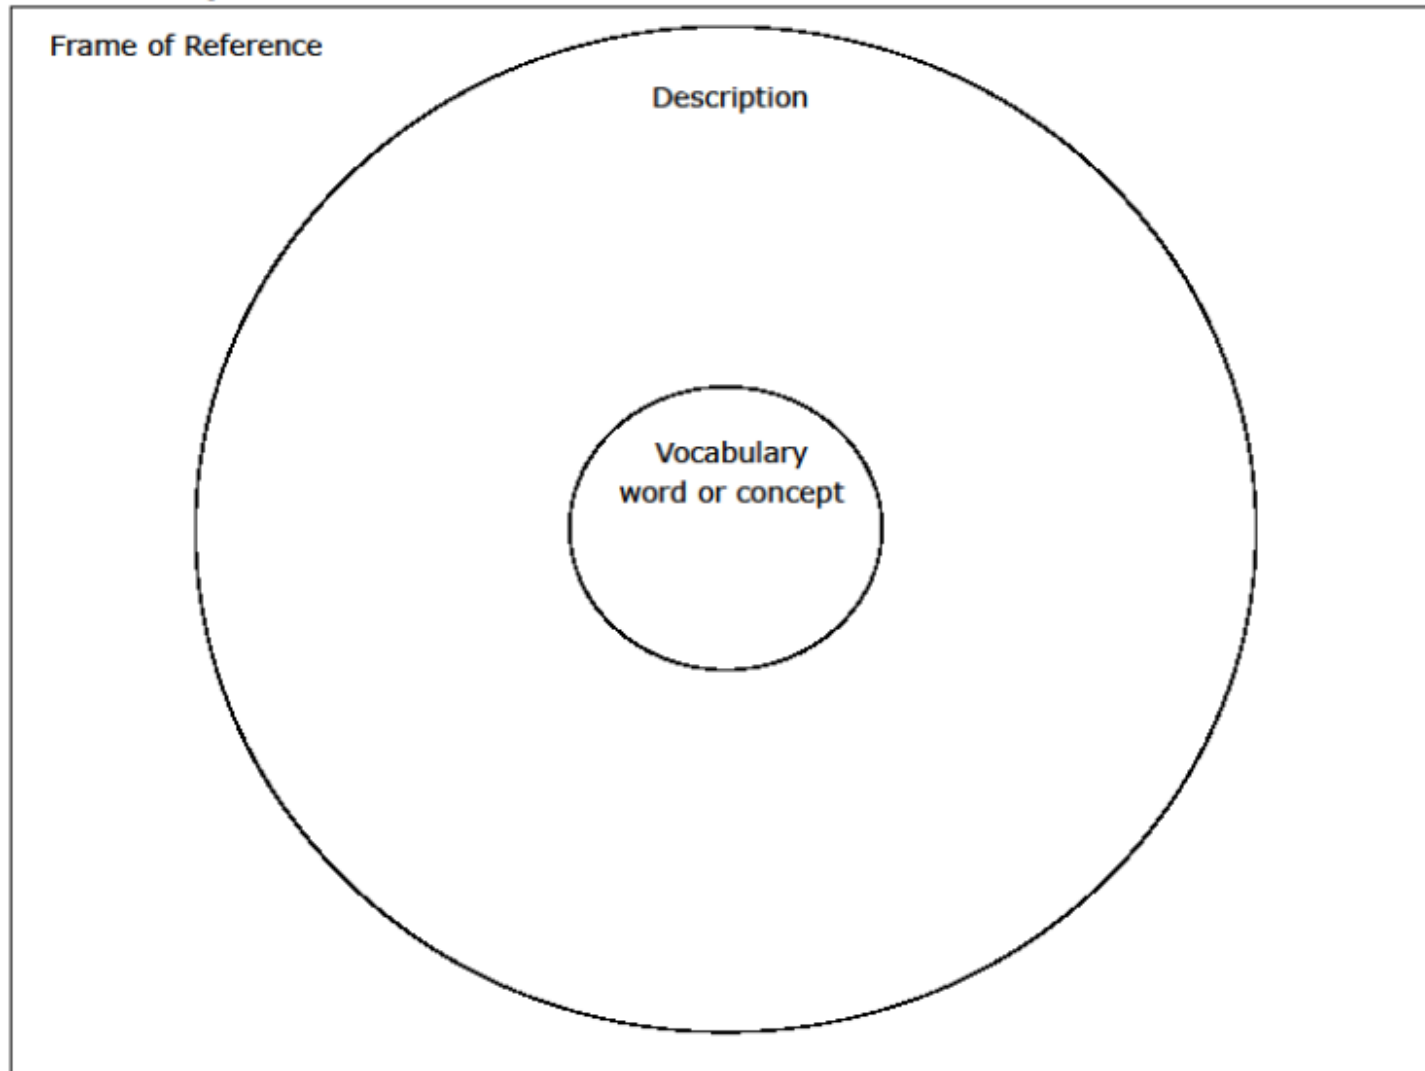 Frame of Reference
Description
Vocabulary
word or concept